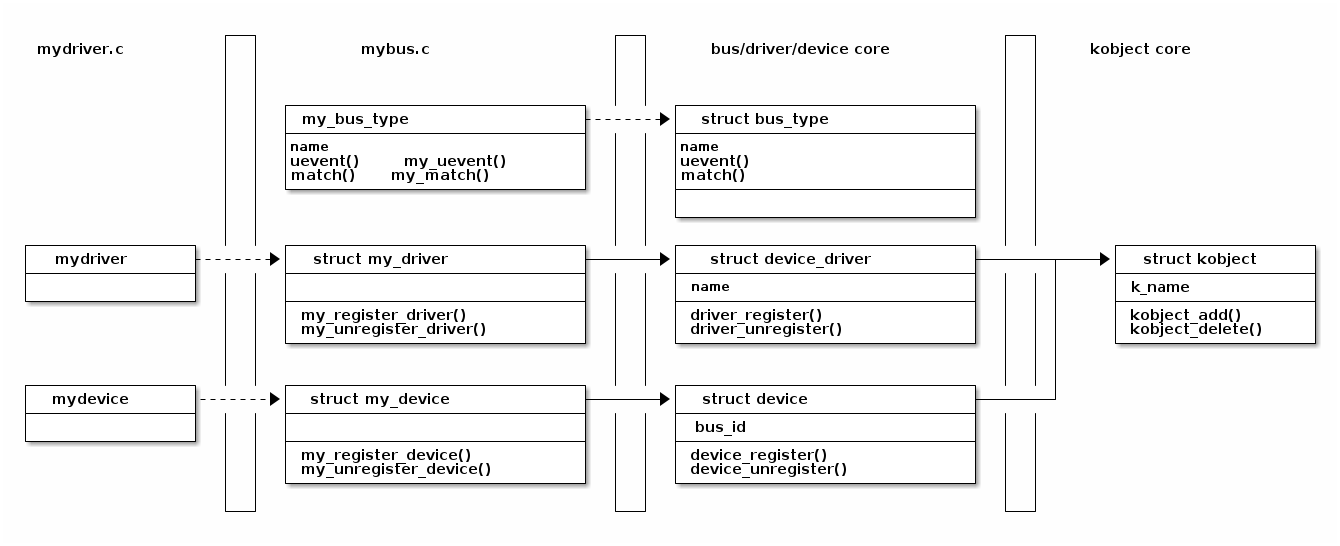 mydriver.c
mybus.c
bus/driver/device core
kobject core
my_bus_type
name
uevent() my_uevent()
match() my_match()
struct bus_type
name
uevent()
match()
mydriver
struct my_driver
my_register_driver()
my_unregister_driver()
struct device_driver
name
driver_register()
driver_unregister()
struct kobject
k_name
kobject_add()
kobject_delete()
mydevice
struct my_device
my_register_device()
my_unregister_device()
struct device
bus_id
device_register()
device_unregister()